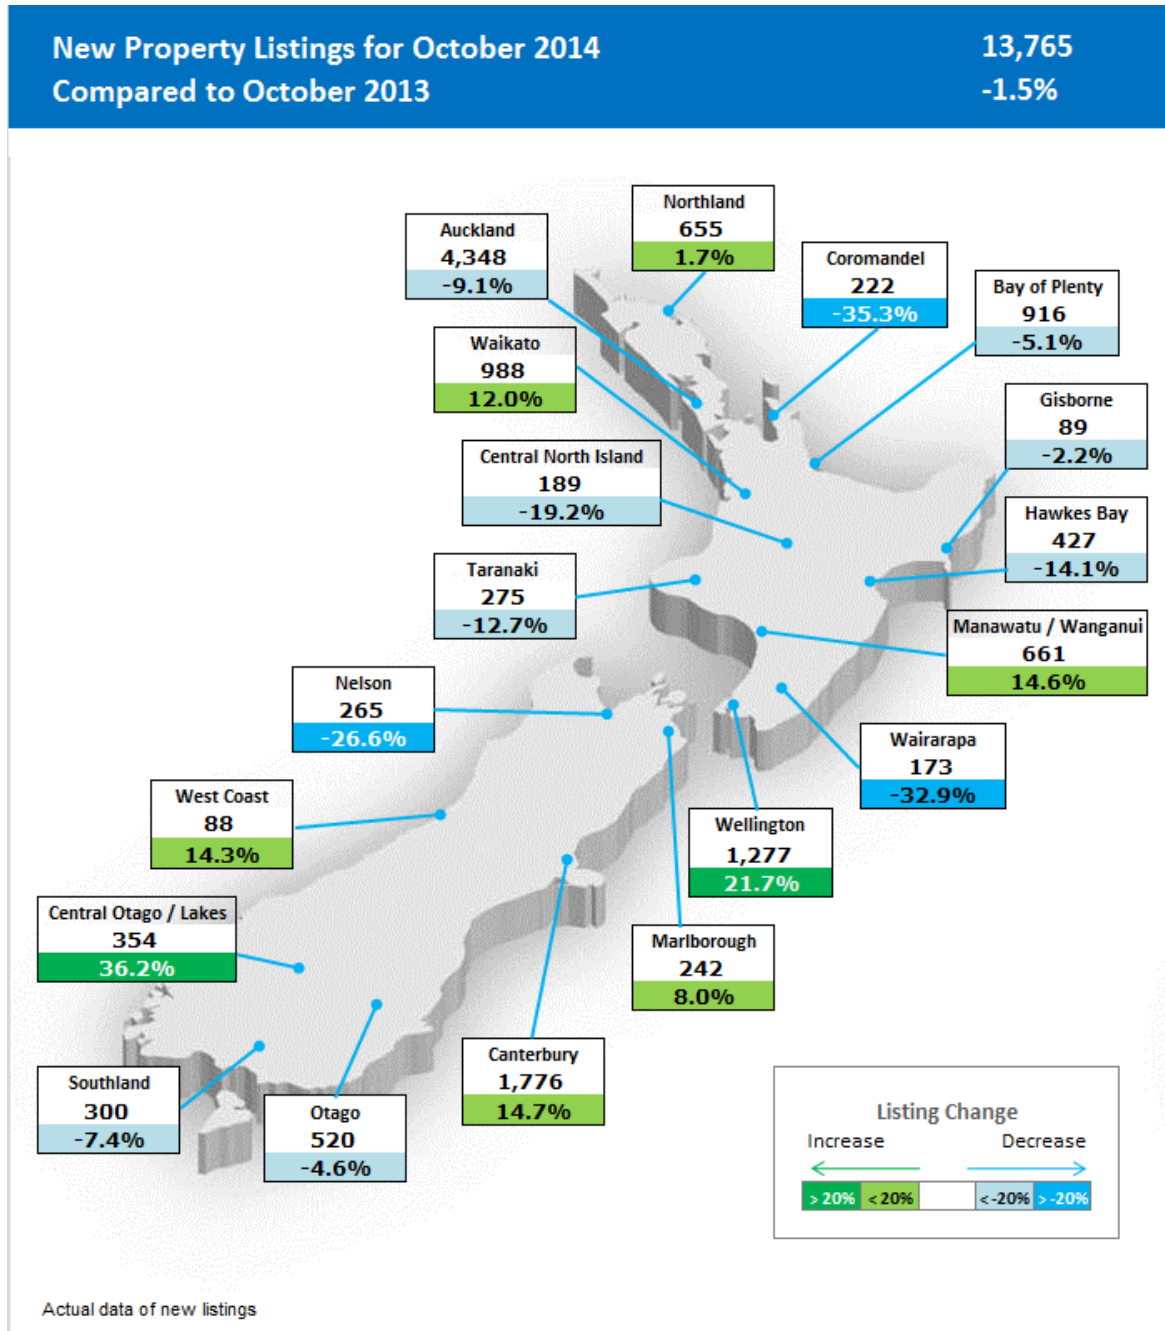 New Property Listings for October 2014
13,765
Compared to October 2013
-1.5%
Northland
655
1.7%
Auckland
4,348
-9.1%
Coromandel
222
-35.3%
Bay of Plenty
916
-5.1%
Waikato
988
12.0%
Gisborne
89
-2.2%
Central North Island
189
-19.2%
Hawkes Bay
427
-14.1%
Taranaki
275
-12.7%
Manawatu / Wanganui
661
14.6%
Nelson
265
-26.6%
Wairarapa
173
-32.9%
West Coast
88
14.3%
Wellington
1,277
21.7%
Central Otago / Lakes
354
36.2%
Marlborough
242
8.0%
Canterbury
1,776
14.7%
Southland
300
-7.4%
Otago
520
-4.6%
Listing Change
Increase
Decrease
> 20%
< 20%
< -20%
> -20%
Actual data of new listings